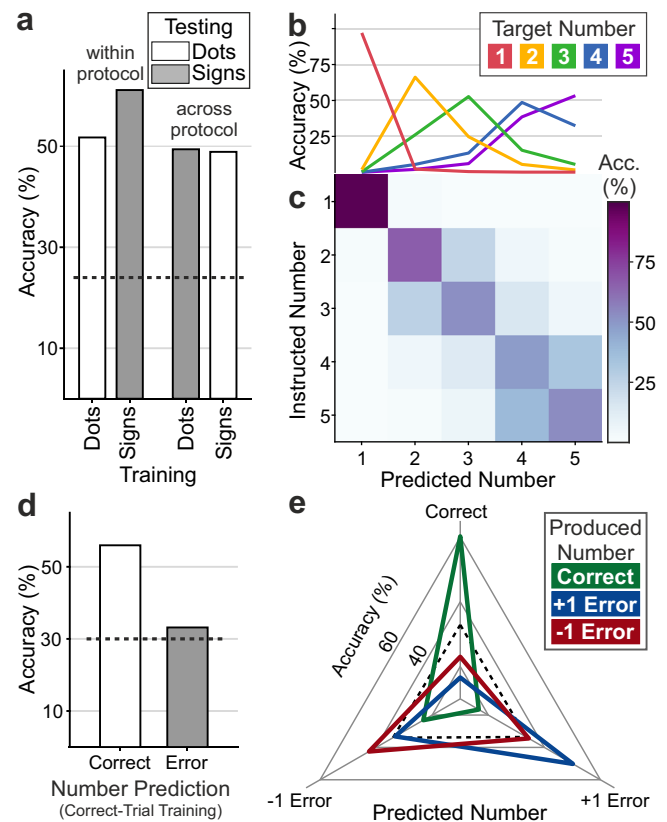 a
Testing
Dots
Signs
within
protocol
across
protocol
Accuracy (%)
50
30
10
Dots
Signs
Dots
Signs
Training
b
Target Number
1 2 3 4 5
Accuracy (%)
75
50
25
c
Acc.
(%)
75
50
25
Instructed Number
1
2
3
4
5
1 2 3 4 5
Predicted Number
d
Accuracy (%)
50
30
10
Correct Error
Number Prediction
(Correct-Trial Training)
e
Correct
Produced
Number
Correct
+1 Error
-1 Error
Accuracy (%)
60
40
-1 Error
+1 Error
Predicted Number